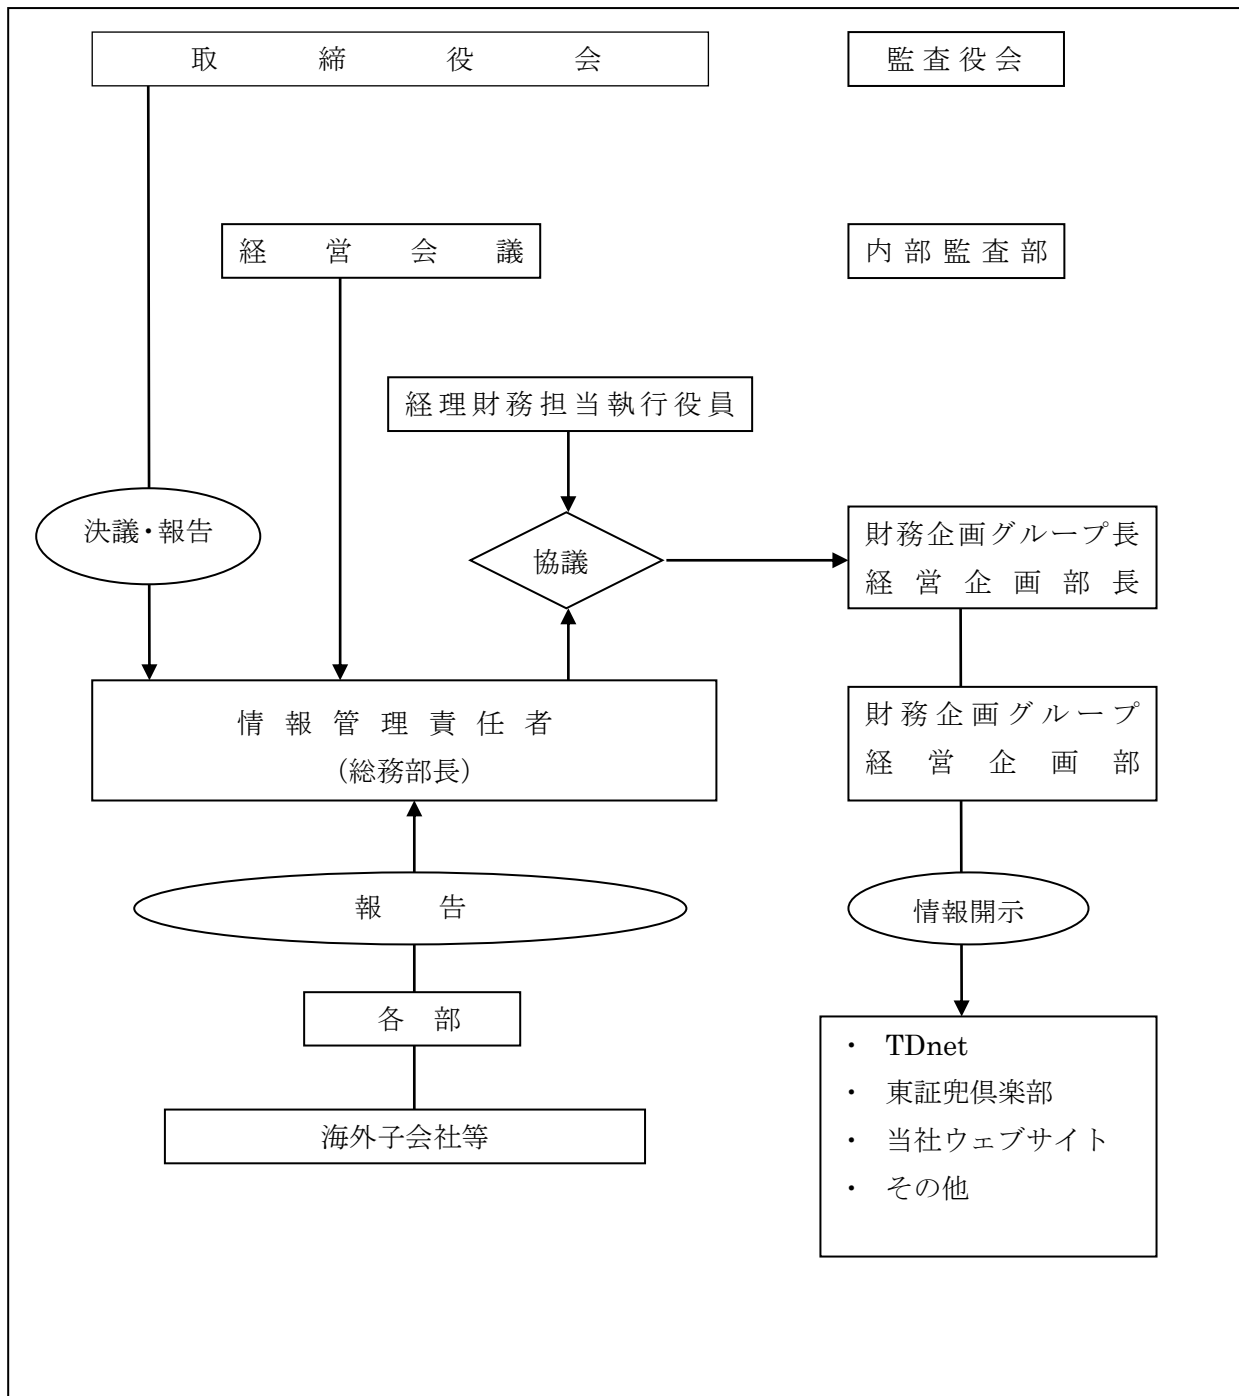 取締役会
監査役会
経営会議
内部監査部
経理財務担当執行役員
決議・報告
協議
財務企画グループ長
経営企画部長
情報管理責任者
(総務部長)
財務企画グループ
経営企画部
報告
情報開示
各部
海外子会社等
・ TDnet
・ 東証兜倶楽部
・ 当社ウェブサイト
・ その他